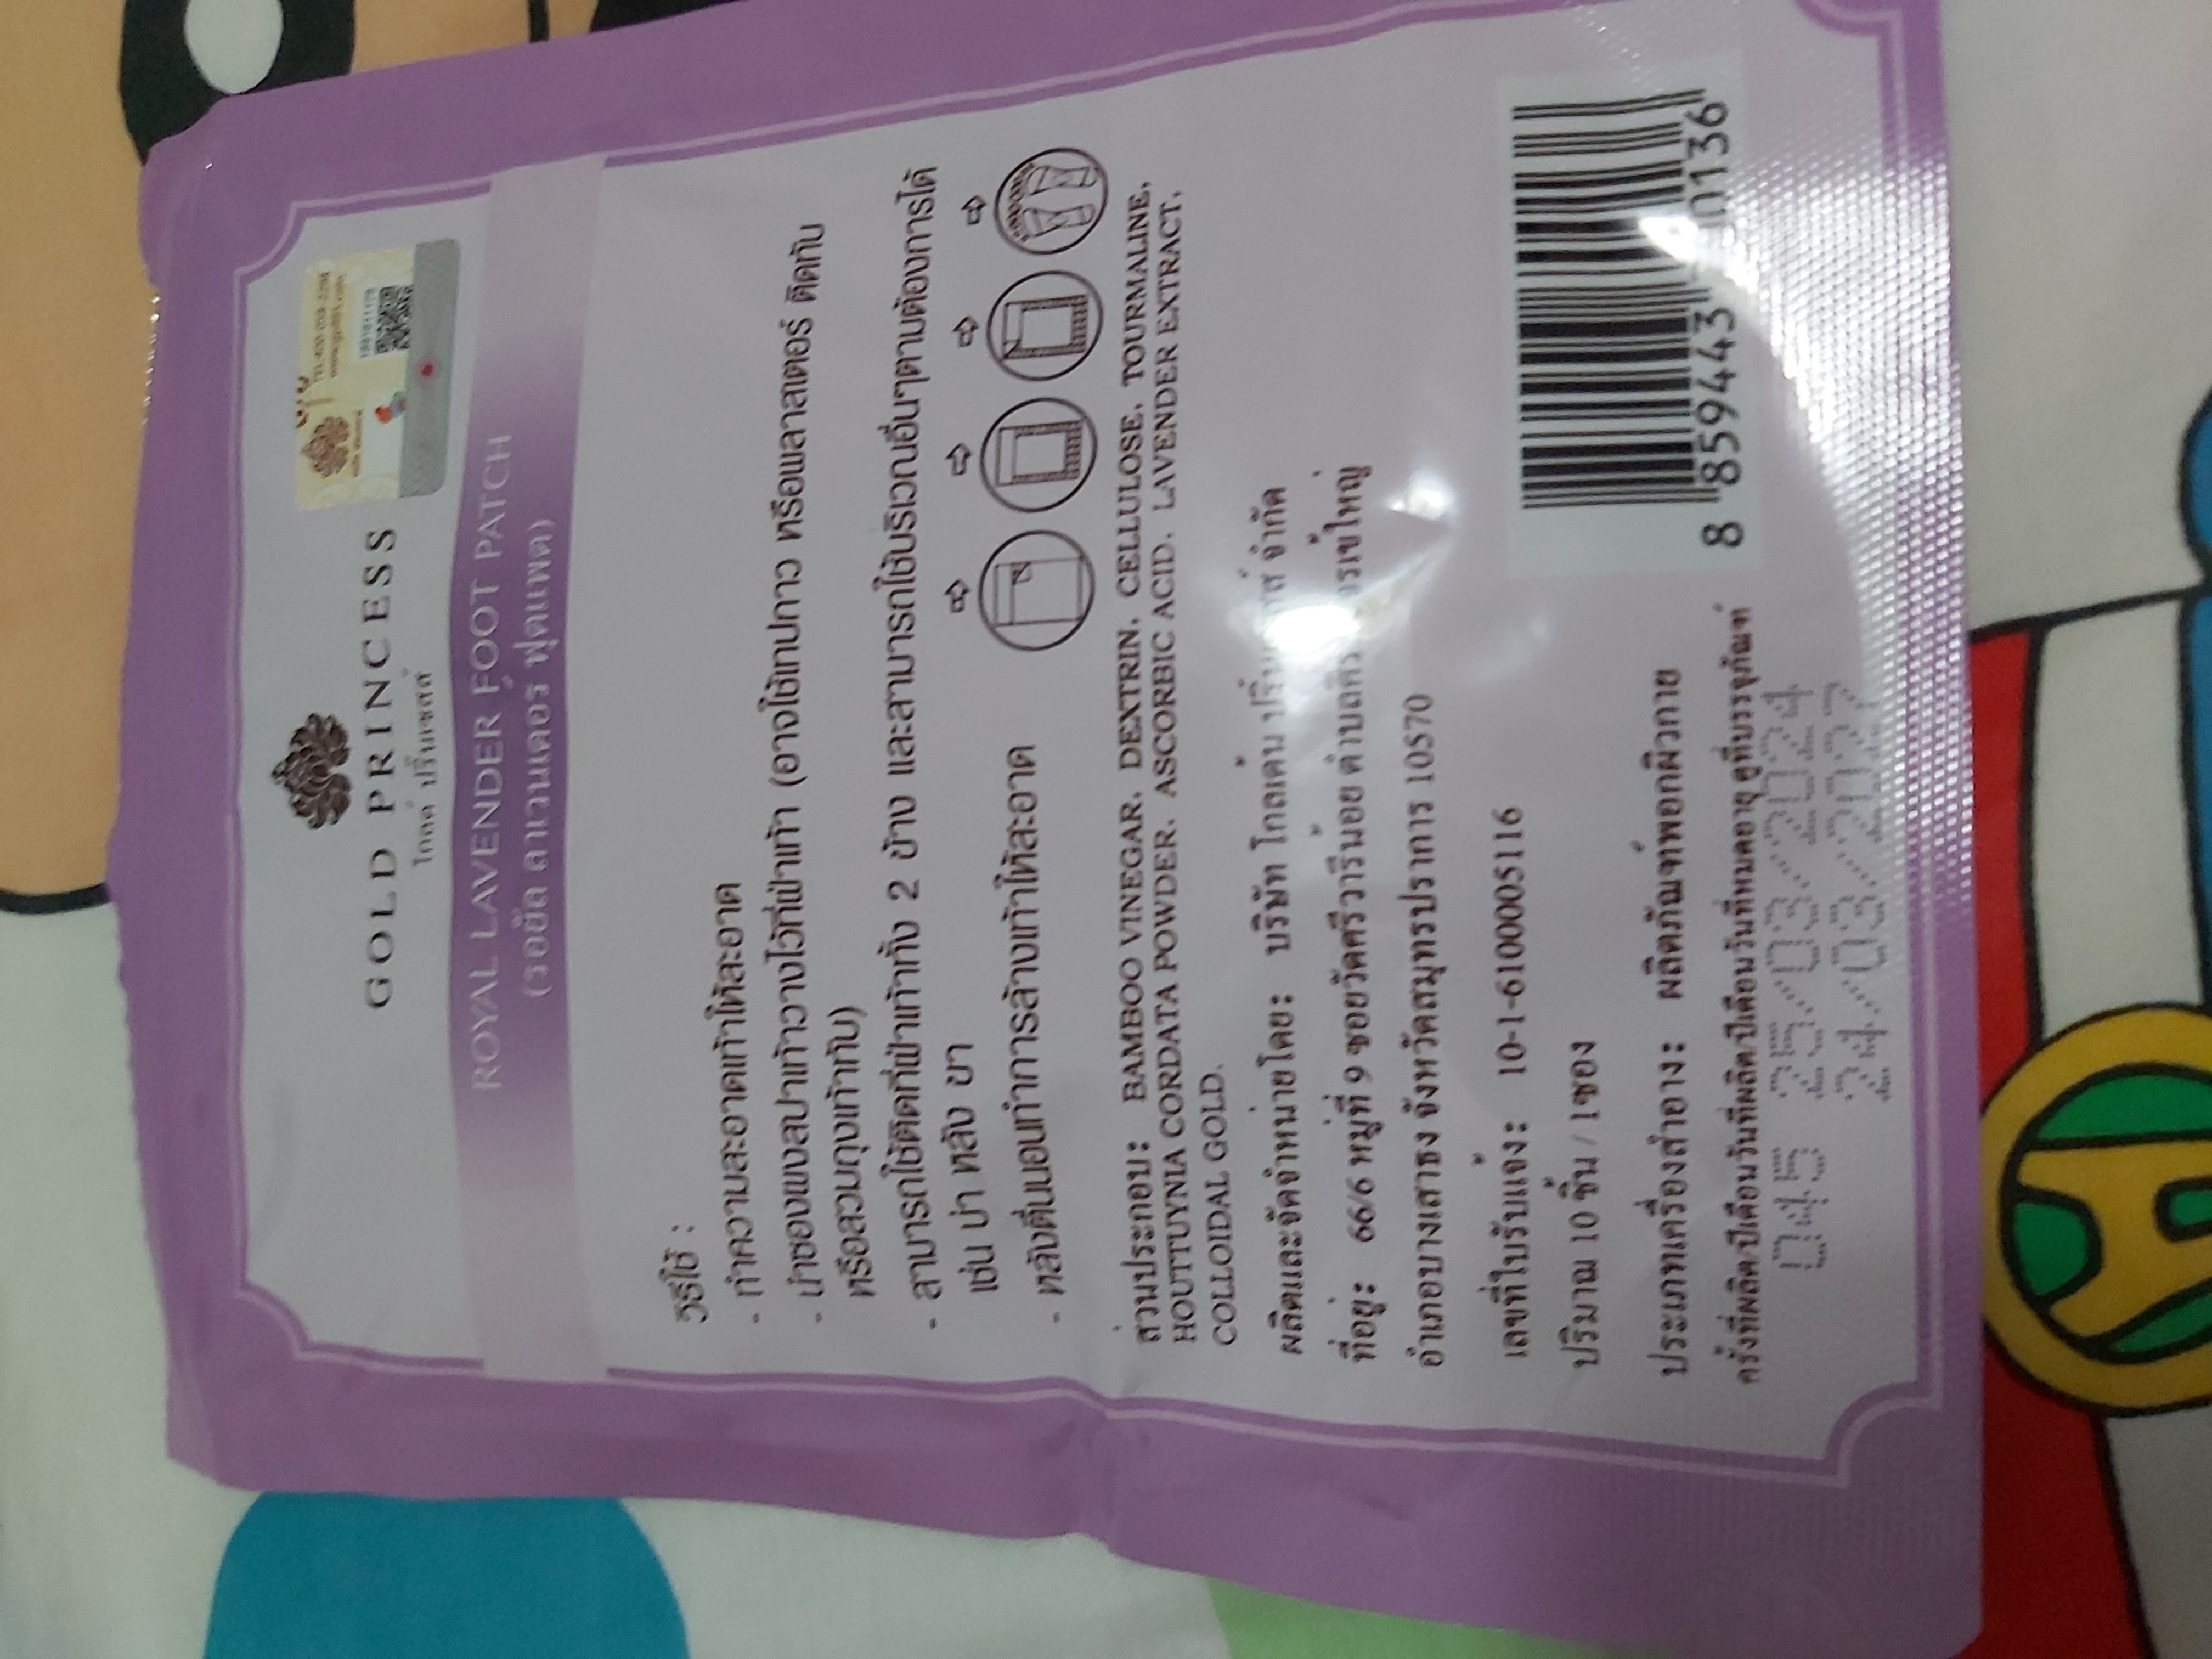 GOLD PRINCESS
โกลด์ ปริ๊นเซสส์
ROYAL LAVENDER FOOT PATCH
(รอยัล ลาเวนเดอร์ ฟุตแพต)
วิธีใช้ :
- ทำความสะอาดเท้าให้สะอาด
- นำซองผงสปาเท้าวางไว้ที่ฝ่าเท้า (อาจใช้เทปกาว หรือพลาสเตอร์ ติดทับ
หรือสวมถุงเท้าทับ)
- สามารถใช้ติดที่ฝ่าเท้าทั้ง 2 ข้าง และสามารถใช้บริเวณอื่นๆตามต้องการได้
เช่น บ่า หลัง ขา
- หลังตื่นนอนทำการล้างเท้าให้สะอาด
ส่วนประกอบ: BAMBOO VINEGAR. DEXTRIN. CELLULOSE. TOURMALINE.
HOUTTUYNIA CORDATA POWDER. ASCORBIC ACID. LAVENDER EXTRACT.
COLLOIDAL GOLD.
ผลิตและจัดจำหน่ายโดย: บริษัท โกลเด้น จำกัด
ที่อยู่: 66/6 หมู่ที่ 9 ซอยวัดศรีวารีน้อย
อำเภอบางเสาธง จังหวัดสมุทรปราการ 10570
เลขที่ใบรับแจ้ง: 10-1-6100005116
ปริมาณ 10 ชิ้น / 1ซอง
ประเภทเครื่องสำอาง: ผลิตภัณฑ์พอกผิวกาย
ครั้งที่ผลิต/ปีเดือนวันที่ผลิต/ปีเดือนวันที่หมดอายุ ดูที่บรรจุภัณฑ์
045 25/03/2024
24/03/2027
8 859443